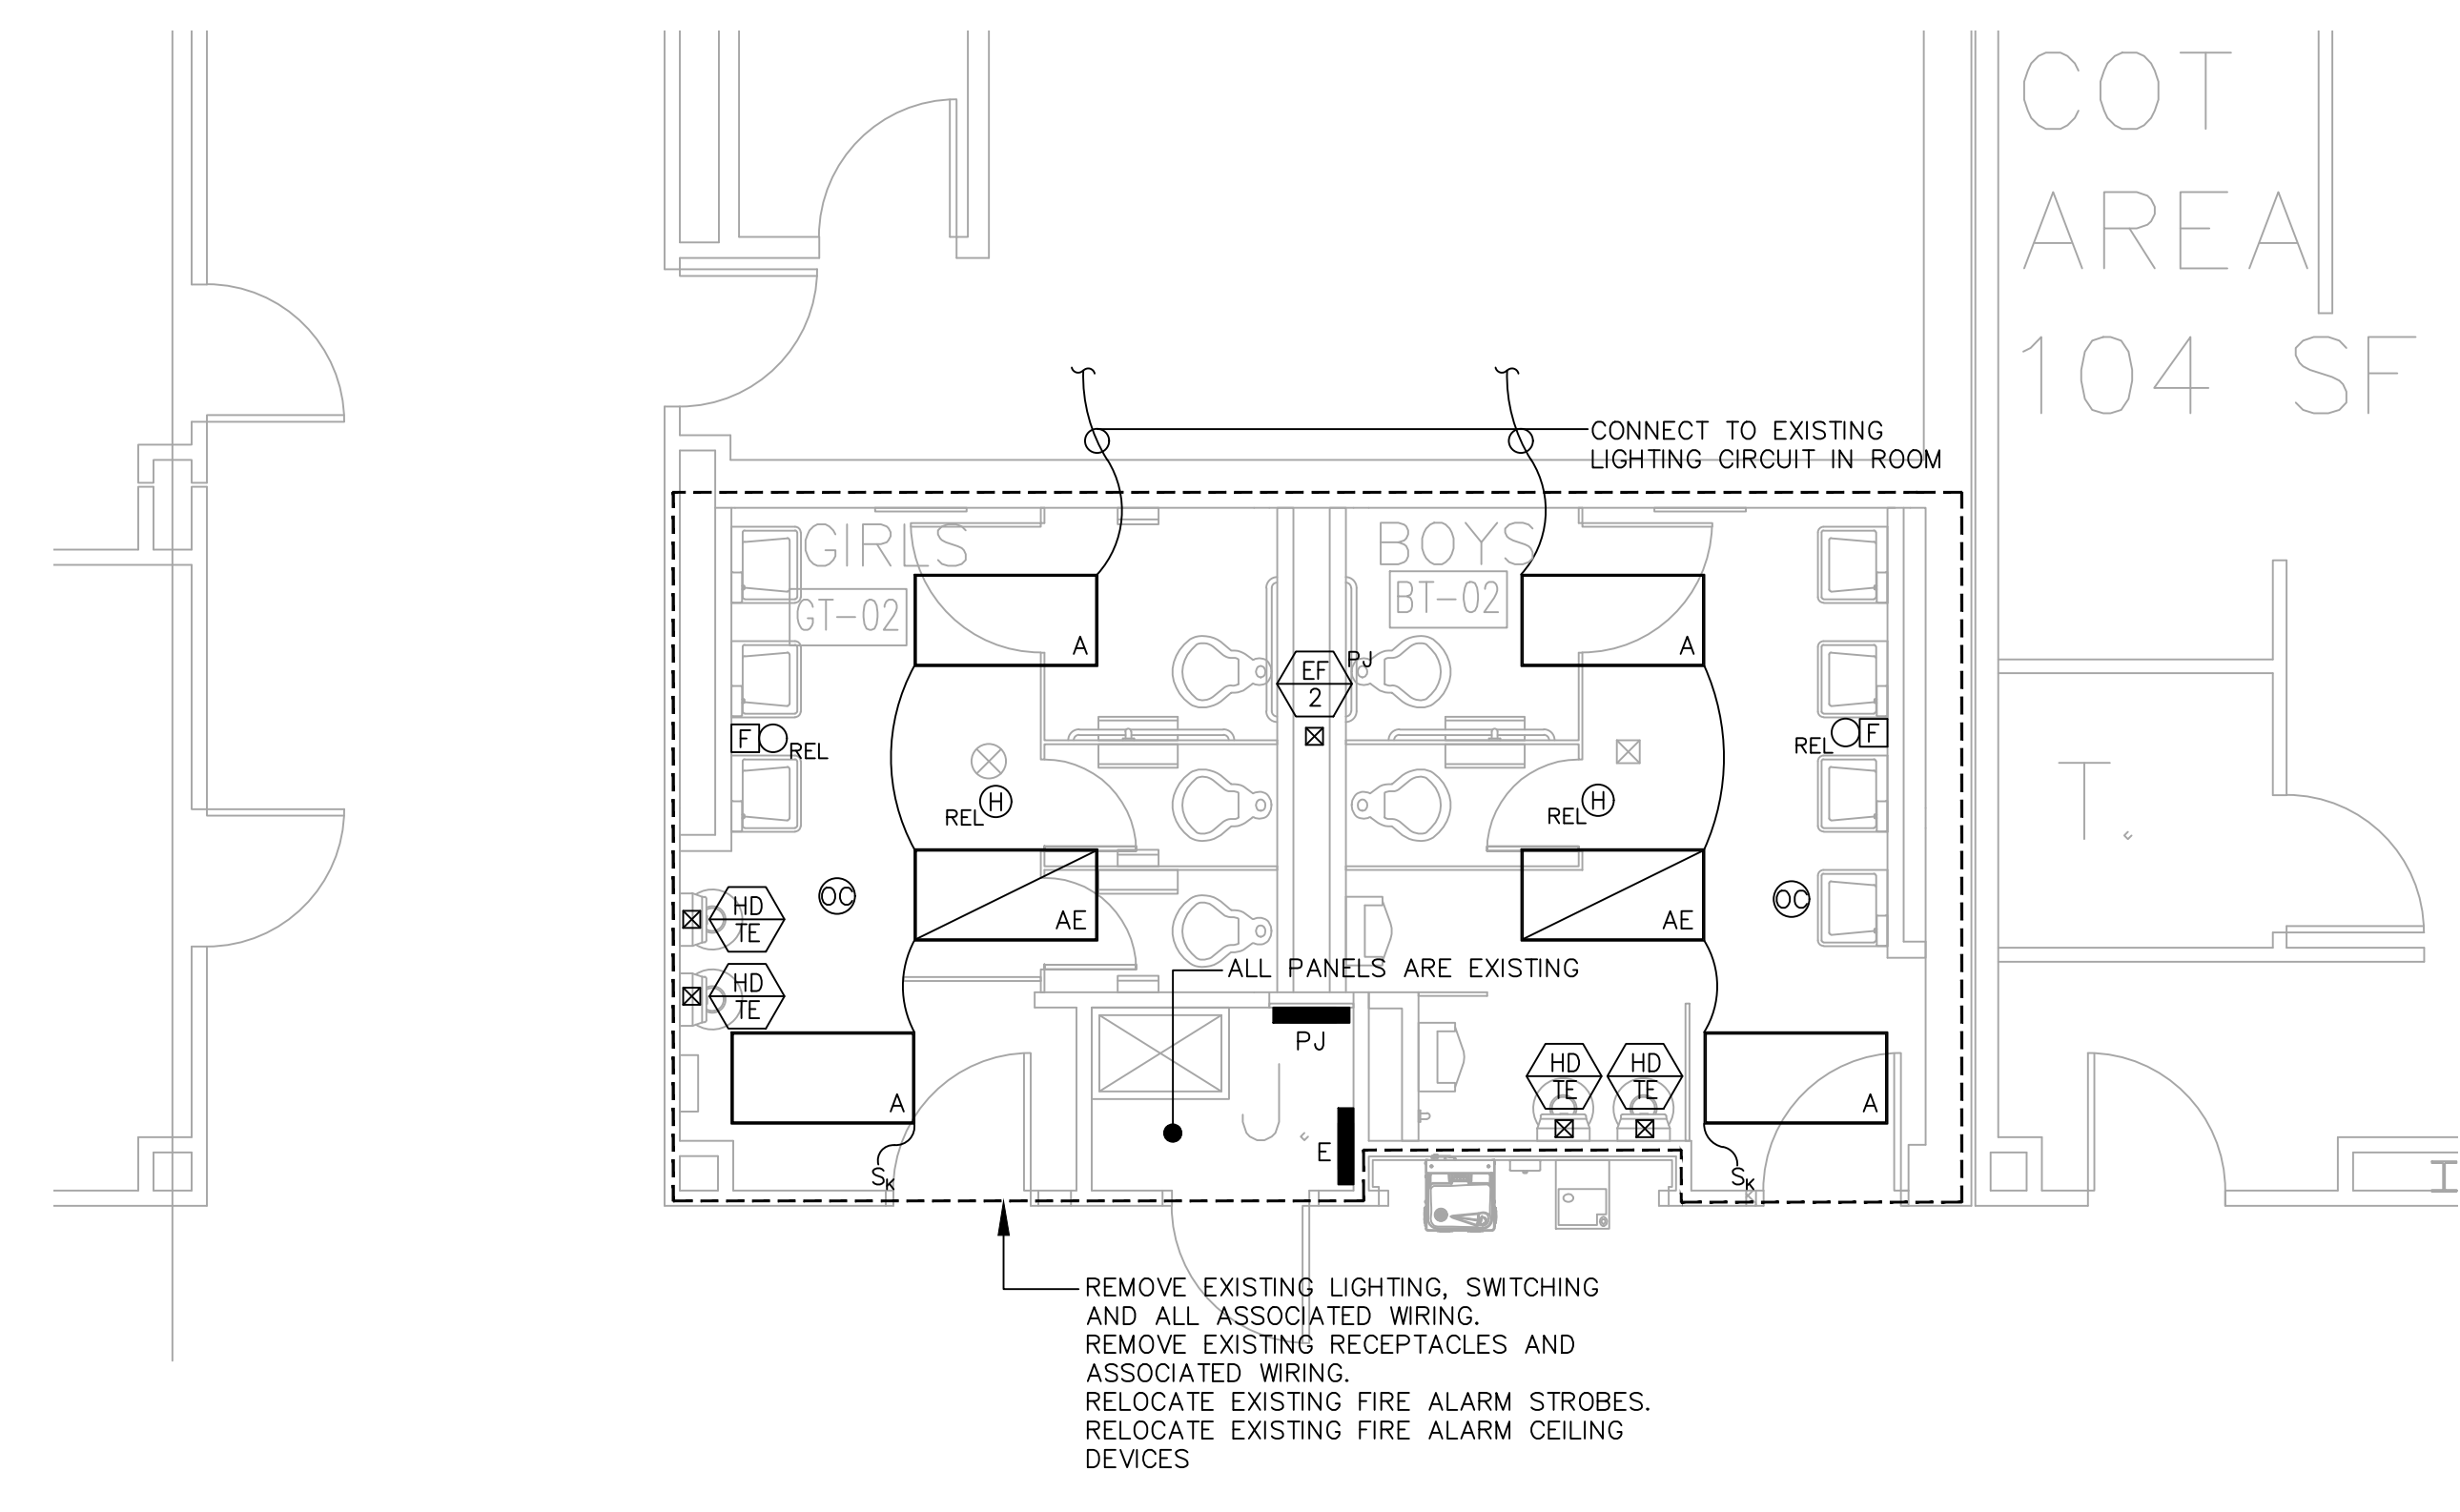 COT
AREA
104 SF
CONNECT TO EXISTING
LIGHTING CIRCUIT IN ROOM
GIRLS
GT-02
BOYS
BT-02
A
A
EF
2
PJ
F
REL
REL
F
H
REL
REL
H
T.
OC
AE
AE
OC
HD
TE
HD
TE
ALL PANELS ARE EXISTING
PJ
J.
E
HD
TE
HD
TE
A
A
SK
SK
I
REMOVE EXISTING LIGHTING, SWITCHING
AND ALL ASSOCIATED WIRING.
REMOVE EXISTING RECEPTACLES AND
ASSOCIATED WIRING.
RELOCATE EXISTING FIRE ALARM STROBES.
RELOCATE EXISTING FIRE ALARM CEILING
DEVICES